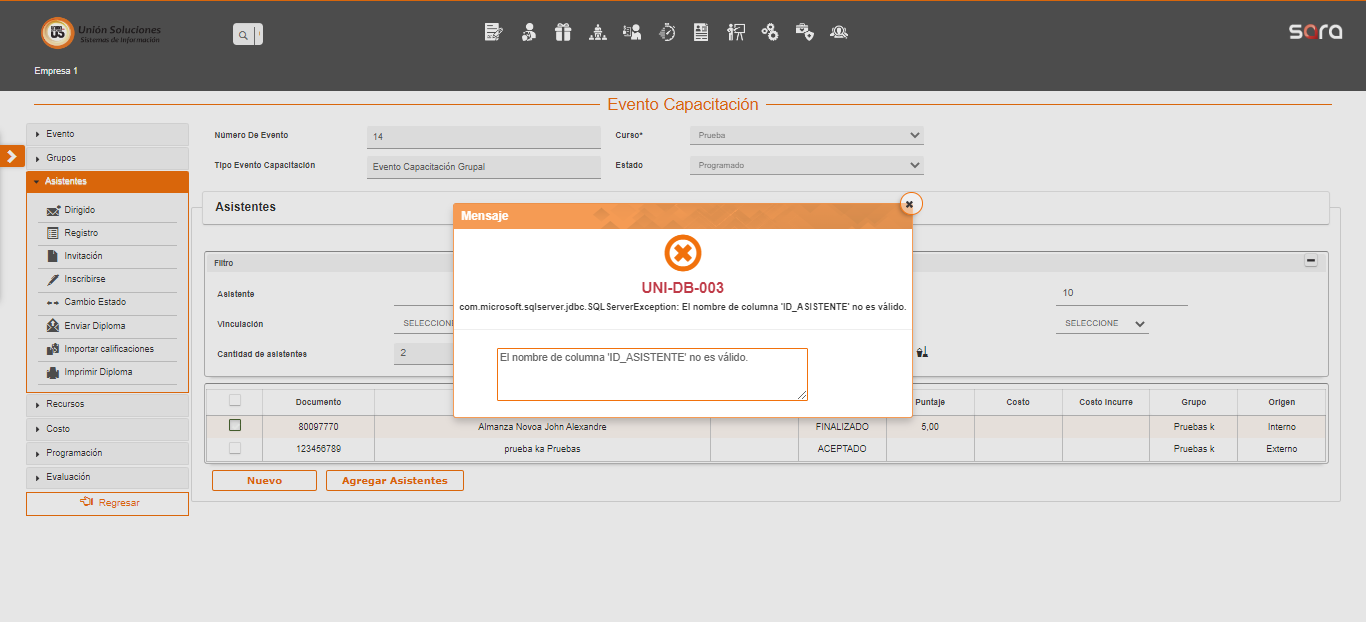 Unión Soluciones
Sistemas de Información
sora
Empresa 1
Evento Capacitación
Evento
Grupos
Asistentes
Dirigido
Registro
Invitación
Inscribirse
Cambio Estado
Enviar Diploma
Importar calificaciones
Imprimir Diploma
Recursos
Costo
Programación
Evaluación
Regresar
Número De Evento 14 Curso* Prueba
Tipo Evento Capacitación Evento Capacitación Grupal Estado Programado
Asistentes
Filtro
Asistente 10
Vinculación SELECCION SELECCIONE
Cantidad de asistentes 2
Mensaje
UNI-DB-003
com.microsoft.sqlserver.jdbc.SQLServerException: El nombre de columna 'ID_ASISTENTE' no es válido.
El nombre de columna 'ID_ASISTENTE' no es válido.
Documento Puntaje Costo Costo Incurre Grupo Origen
80097770 Almanza Novoa John Alexandre FINALIZADO 5,00 Pruebas k Interno
123456789 prueba ka Pruebas ACEPTADO Pruebas k Externo
Nuevo Agregar Asistentes